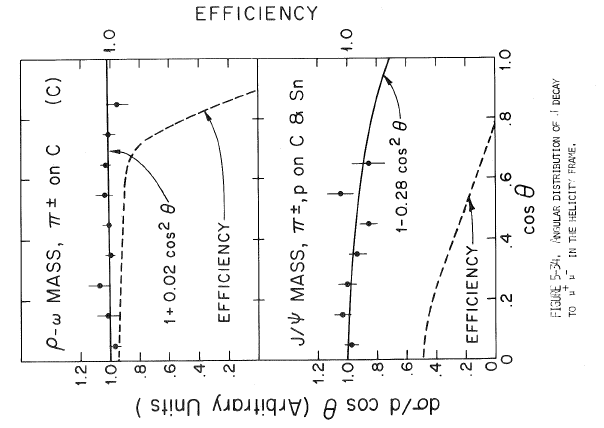 EFFICIENCY
1.0
1.0
ρ-ω MASS, π± on C (C)
1+0.02 cos² θ
EFFICIENCY
1.2
1.0
.8
.6
.4
.2
J/ψ MASS, π±, p on C & Sn
1-0.28 cos² θ
EFFICIENCY
1.2
1.0
.8
.6
.4
.2
0
0
.2
.4
.6
.8
1.0
cos θ
dσ/d cos θ (Arbitrary Units)
FIGURE 5-34. ANGULAR DISTRIBUTION OF J DECAY
TO μ+ μ- IN THE HELICITY FRAME.